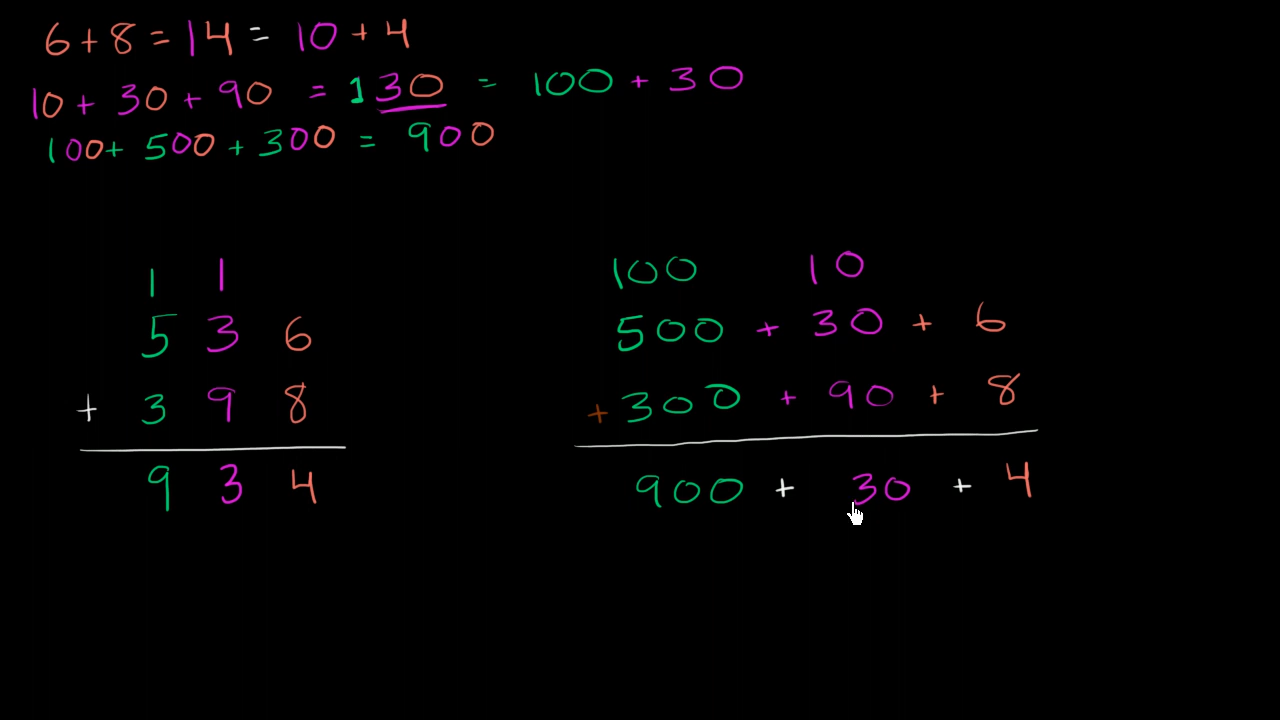 6 + 8 = 14 = 10 + 4
10 + 30 + 90 = 130 = 100 + 30
100 + 500 + 300 = 900
1 1
5 3 6
+ 3 9 8
9 3 4
100 10
500 + 30 + 6
+ 300 + 90 + 8
900 + 30 + 4